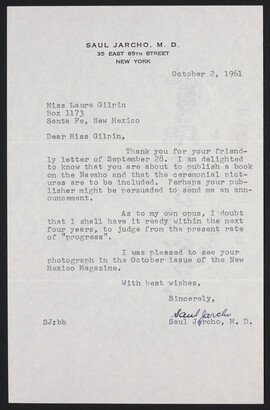 SAUL JARCHO, M. D.
35 EAST 85TH STREET
NEW YORK
October 2, 1961
Miss Laura Gilpin
Box 1173
Santa Fe, New Mexico
Dear Miss Gilpin,
Thank you for your friend-
ly letter of September 28. I am delighted
to know that you are about to publish a book
on the Navaho and that the ceremonial pict-
ures are to be included. Perhaps your pub-
lisher might be persuaded to send me an ann-
ouncement.
As to my own opus, I doubt
that I shall have it ready within the next
four years, to judge from the present rate
of "progress".
I was pleased to see your
photograph in the October issue of the New
Mexico Magazine.
With best wishes,
Sincerely,
Saul Jarcho
SJ:bb Saul Jarcho, M. D.